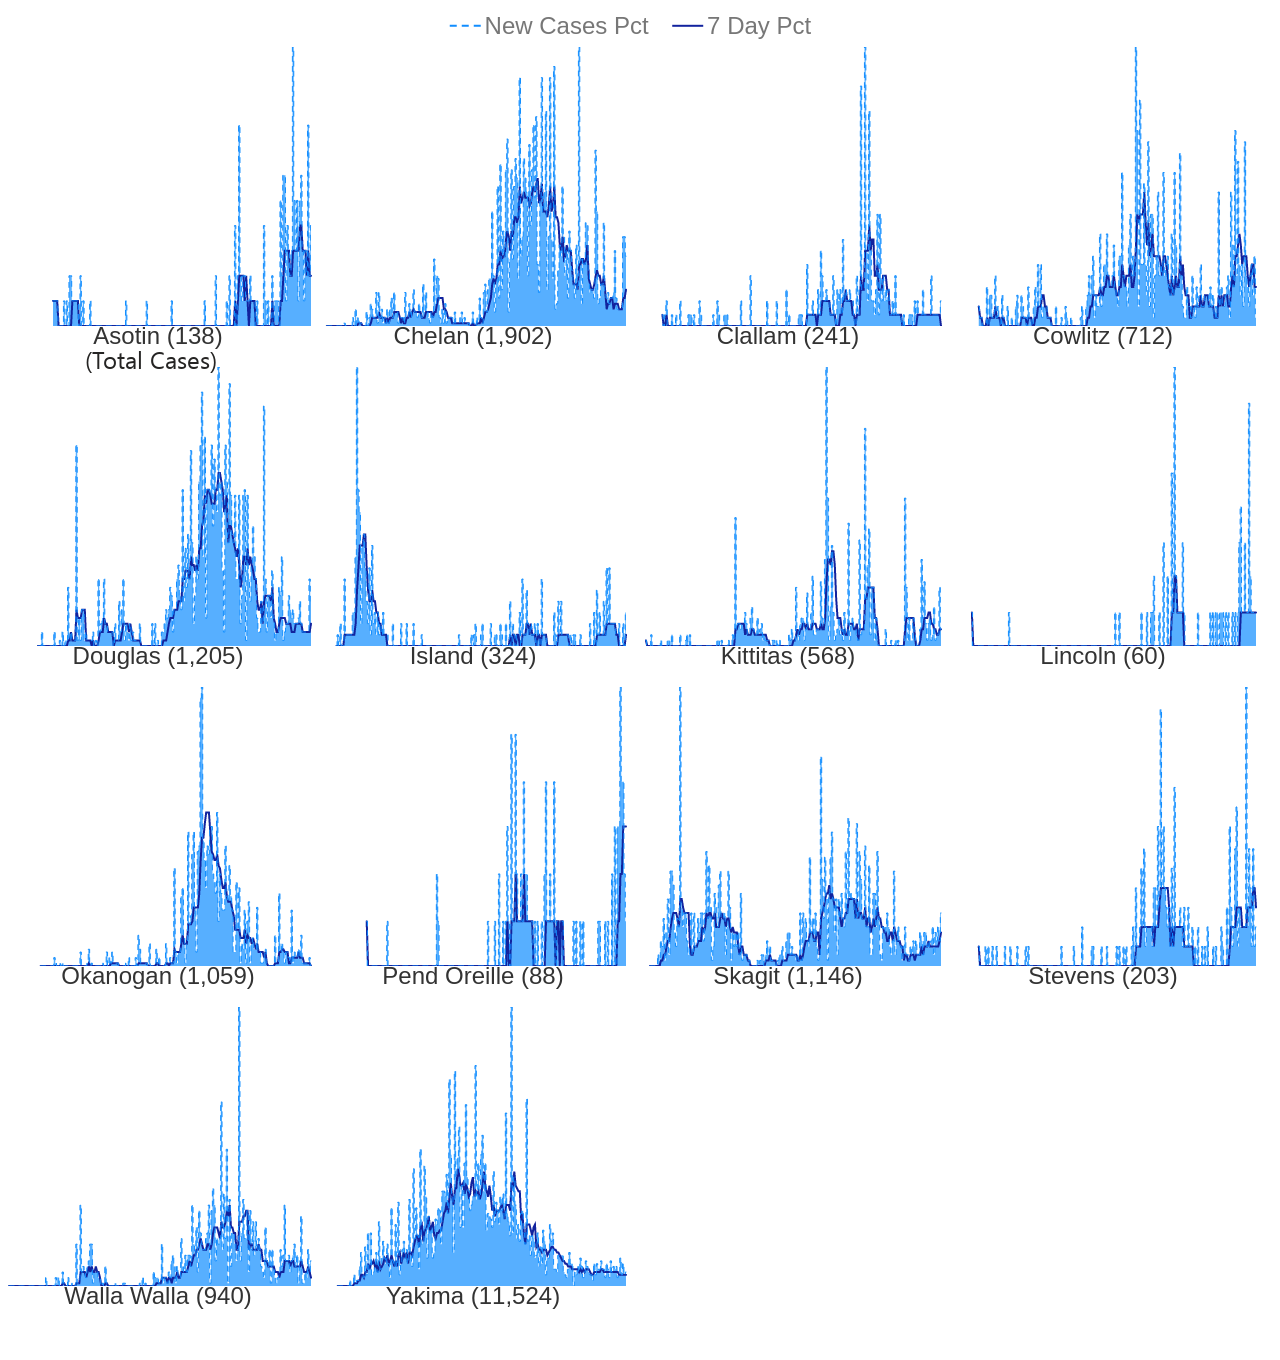 New Cases Pct 7 Day Pct
Asotin (138) Chelan (1,902) Clallam (241) Cowlitz (712)
(Total Cases)
Douglas (1,205) Island (324) Kittitas (568) Lincoln (60)
Okanogan (1,059) Pend Oreille (88) Skagit (1,146) Stevens (203)
Walla Walla (940) Yakima (11,524)